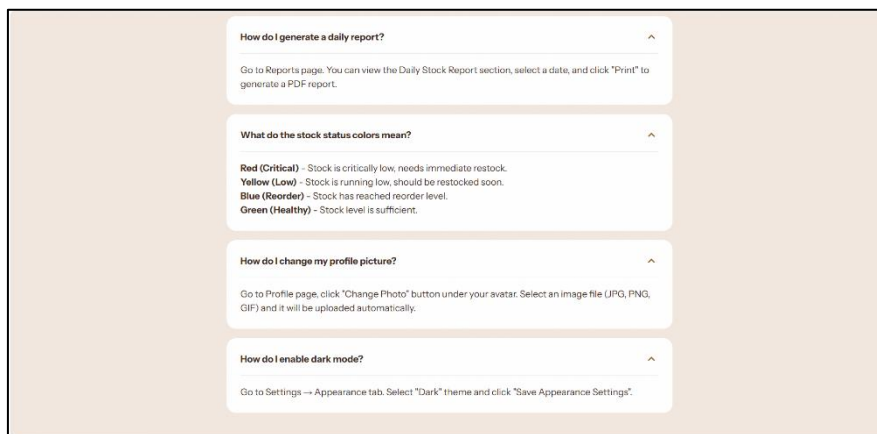 How do I generate a daily report?
Go to Reports page. You can view the Daily Stock Report section, select a date, and click "Print" to
generate a PDF report.
What do the stock status colors mean?
Red (Critical) - Stock is critically low, needs immediate restock.
Yellow (Low) - Stock is running low, should be restocked soon.
Blue (Reorder) - Stock has reached reorder level.
Green (Healthy) - Stock level is sufficient.
How do I change my profile picture?
Go to Profile page, click "Change Photo" button under your avatar. Select an image file (JPG, PNG,
GIF) and it will be uploaded automatically.
How do I enable dark mode?
Go to Settings → Appearance tab. Select "Dark" theme and click "Save Appearance Settings".